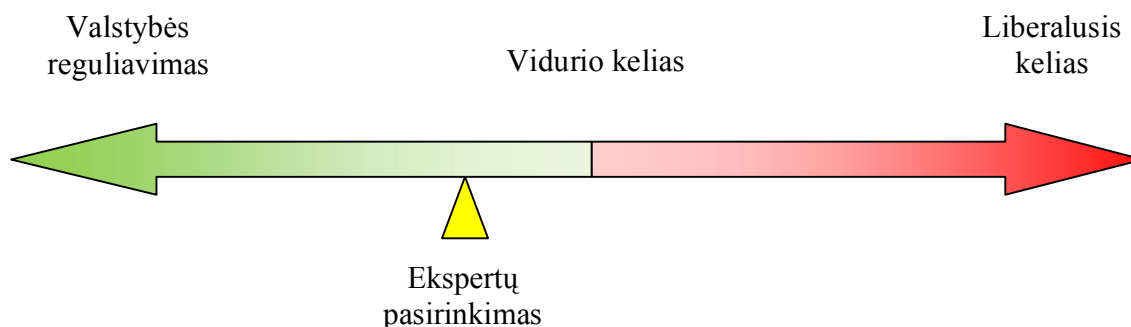 Valstybės
reguliavimas
Vidurio kelias
Liberalusis
kelias
Ekspertų
pasirinkimas